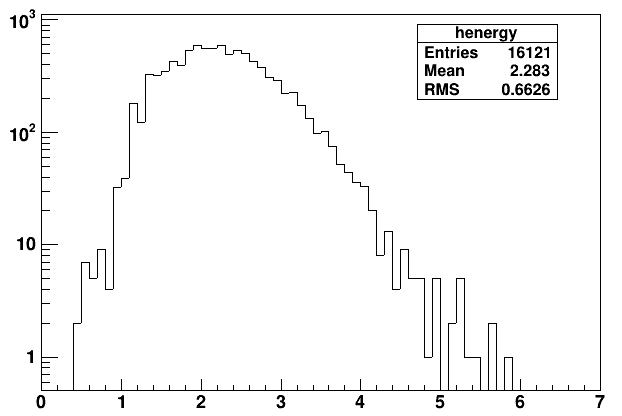 henergy
Entries 16121
Mean 2.283
RMS 0.6626
10³
10²
10
1
0 1 2 3 4 5 6 7